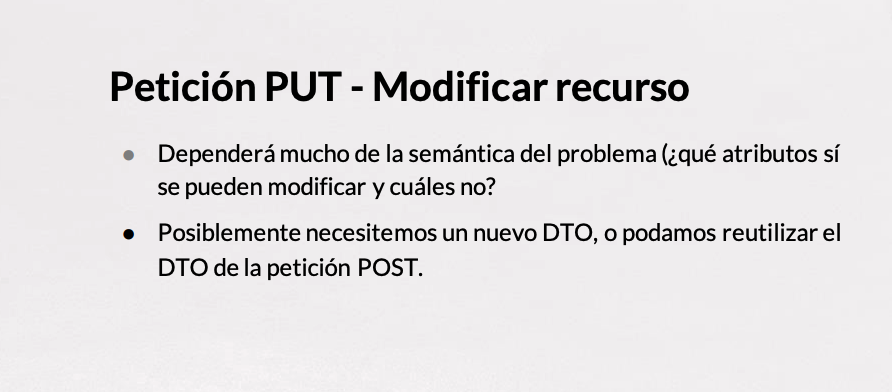 Petición PUT - Modificar recurso
● Dependerá mucho de la semántica del problema (¿qué atributos sí
se pueden modificar y cuáles no?
● Posiblemente necesitemos un nuevo DTO, o podamos reutilizar el
DTO de la petición POST.